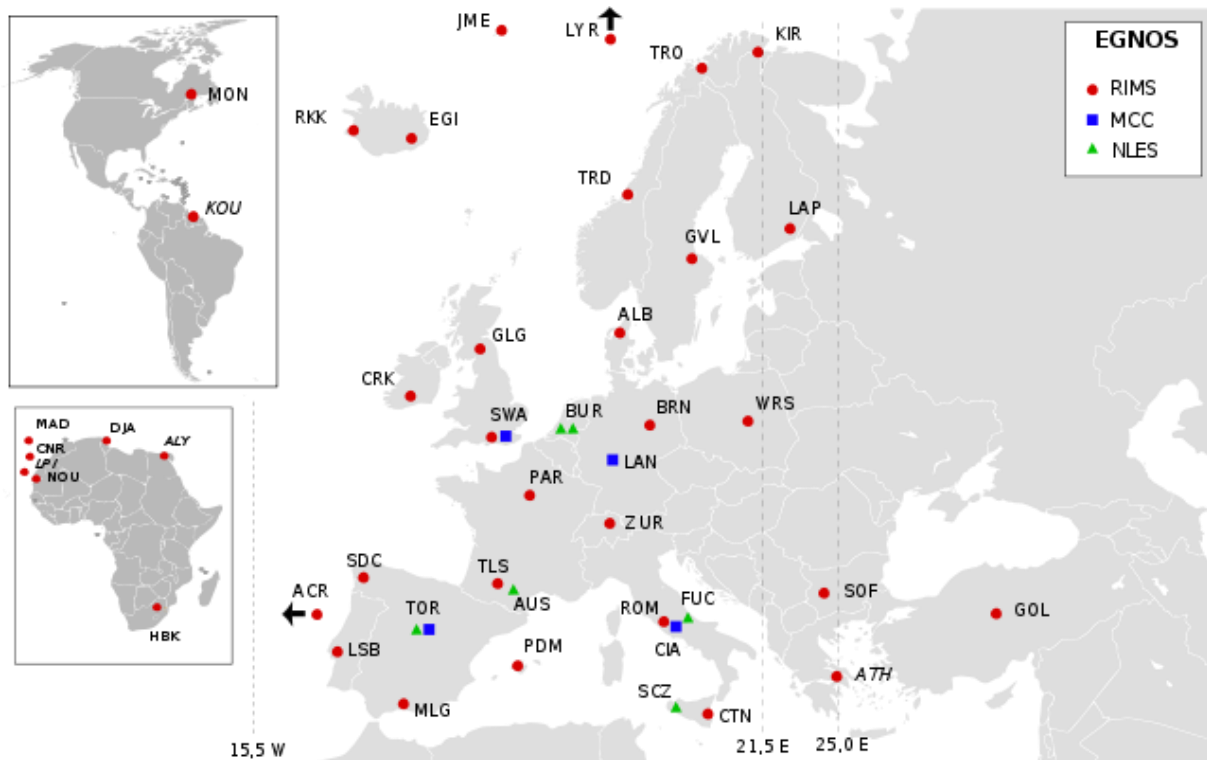 JME
LYR
TRO
KIR
EGNOS
RIMS
MCC
NLES
MON
KOU
RKK
EGI
TRD
LAP
GVL
ALB
GLG
CRK
SWA
BUR
BRN
WRS
LAN
PAR
ZUR
MAD
DJA
ALY
CNR
LPI
NOU
HBK
SDC
TLS
AUS
ACR
TOR
ROM
FUC
SOF
GOL
LSB
PDM
CIA
ATH
SCZ
MLG
CTN
15,5 W
21,5 E
25,0 E